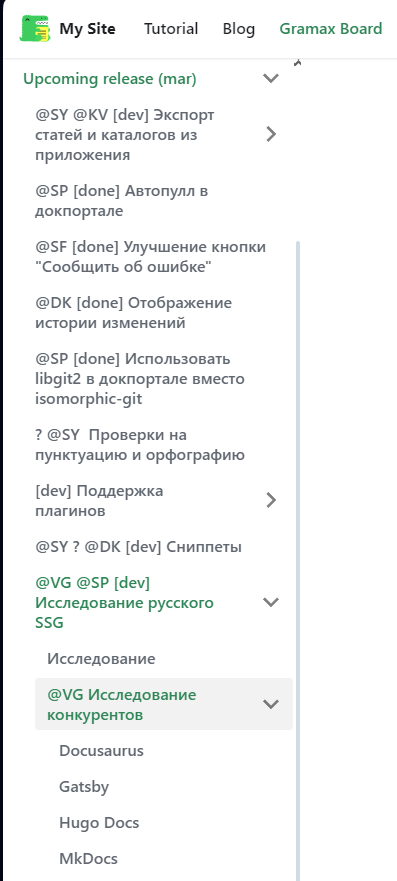 My Site Tutorial Blog Gramax Board
Upcoming release (mar)
@SY @KV [dev] Экспорт
статей и каталогов из
приложения
@SP [done] Автопулл в
докпортале
@SF [done] Улучшение кнопки
"Сообщить об ошибке"
@DK [done] Отображение
истории изменений
@SP [done] Использовать
libgit2 в докпортале вместо
isomorphic-git
? @SY  Проверки на
пунктуацию и орфографию
[dev] Поддержка
плагинов
@SY ? @DK [dev] Сниппеты
@VG @SP [dev]
Исследование русского
SSG
Исследование
@VG Исследование
конкурентов
Docusaurus
Gatsby
Hugo Docs
MkDocs